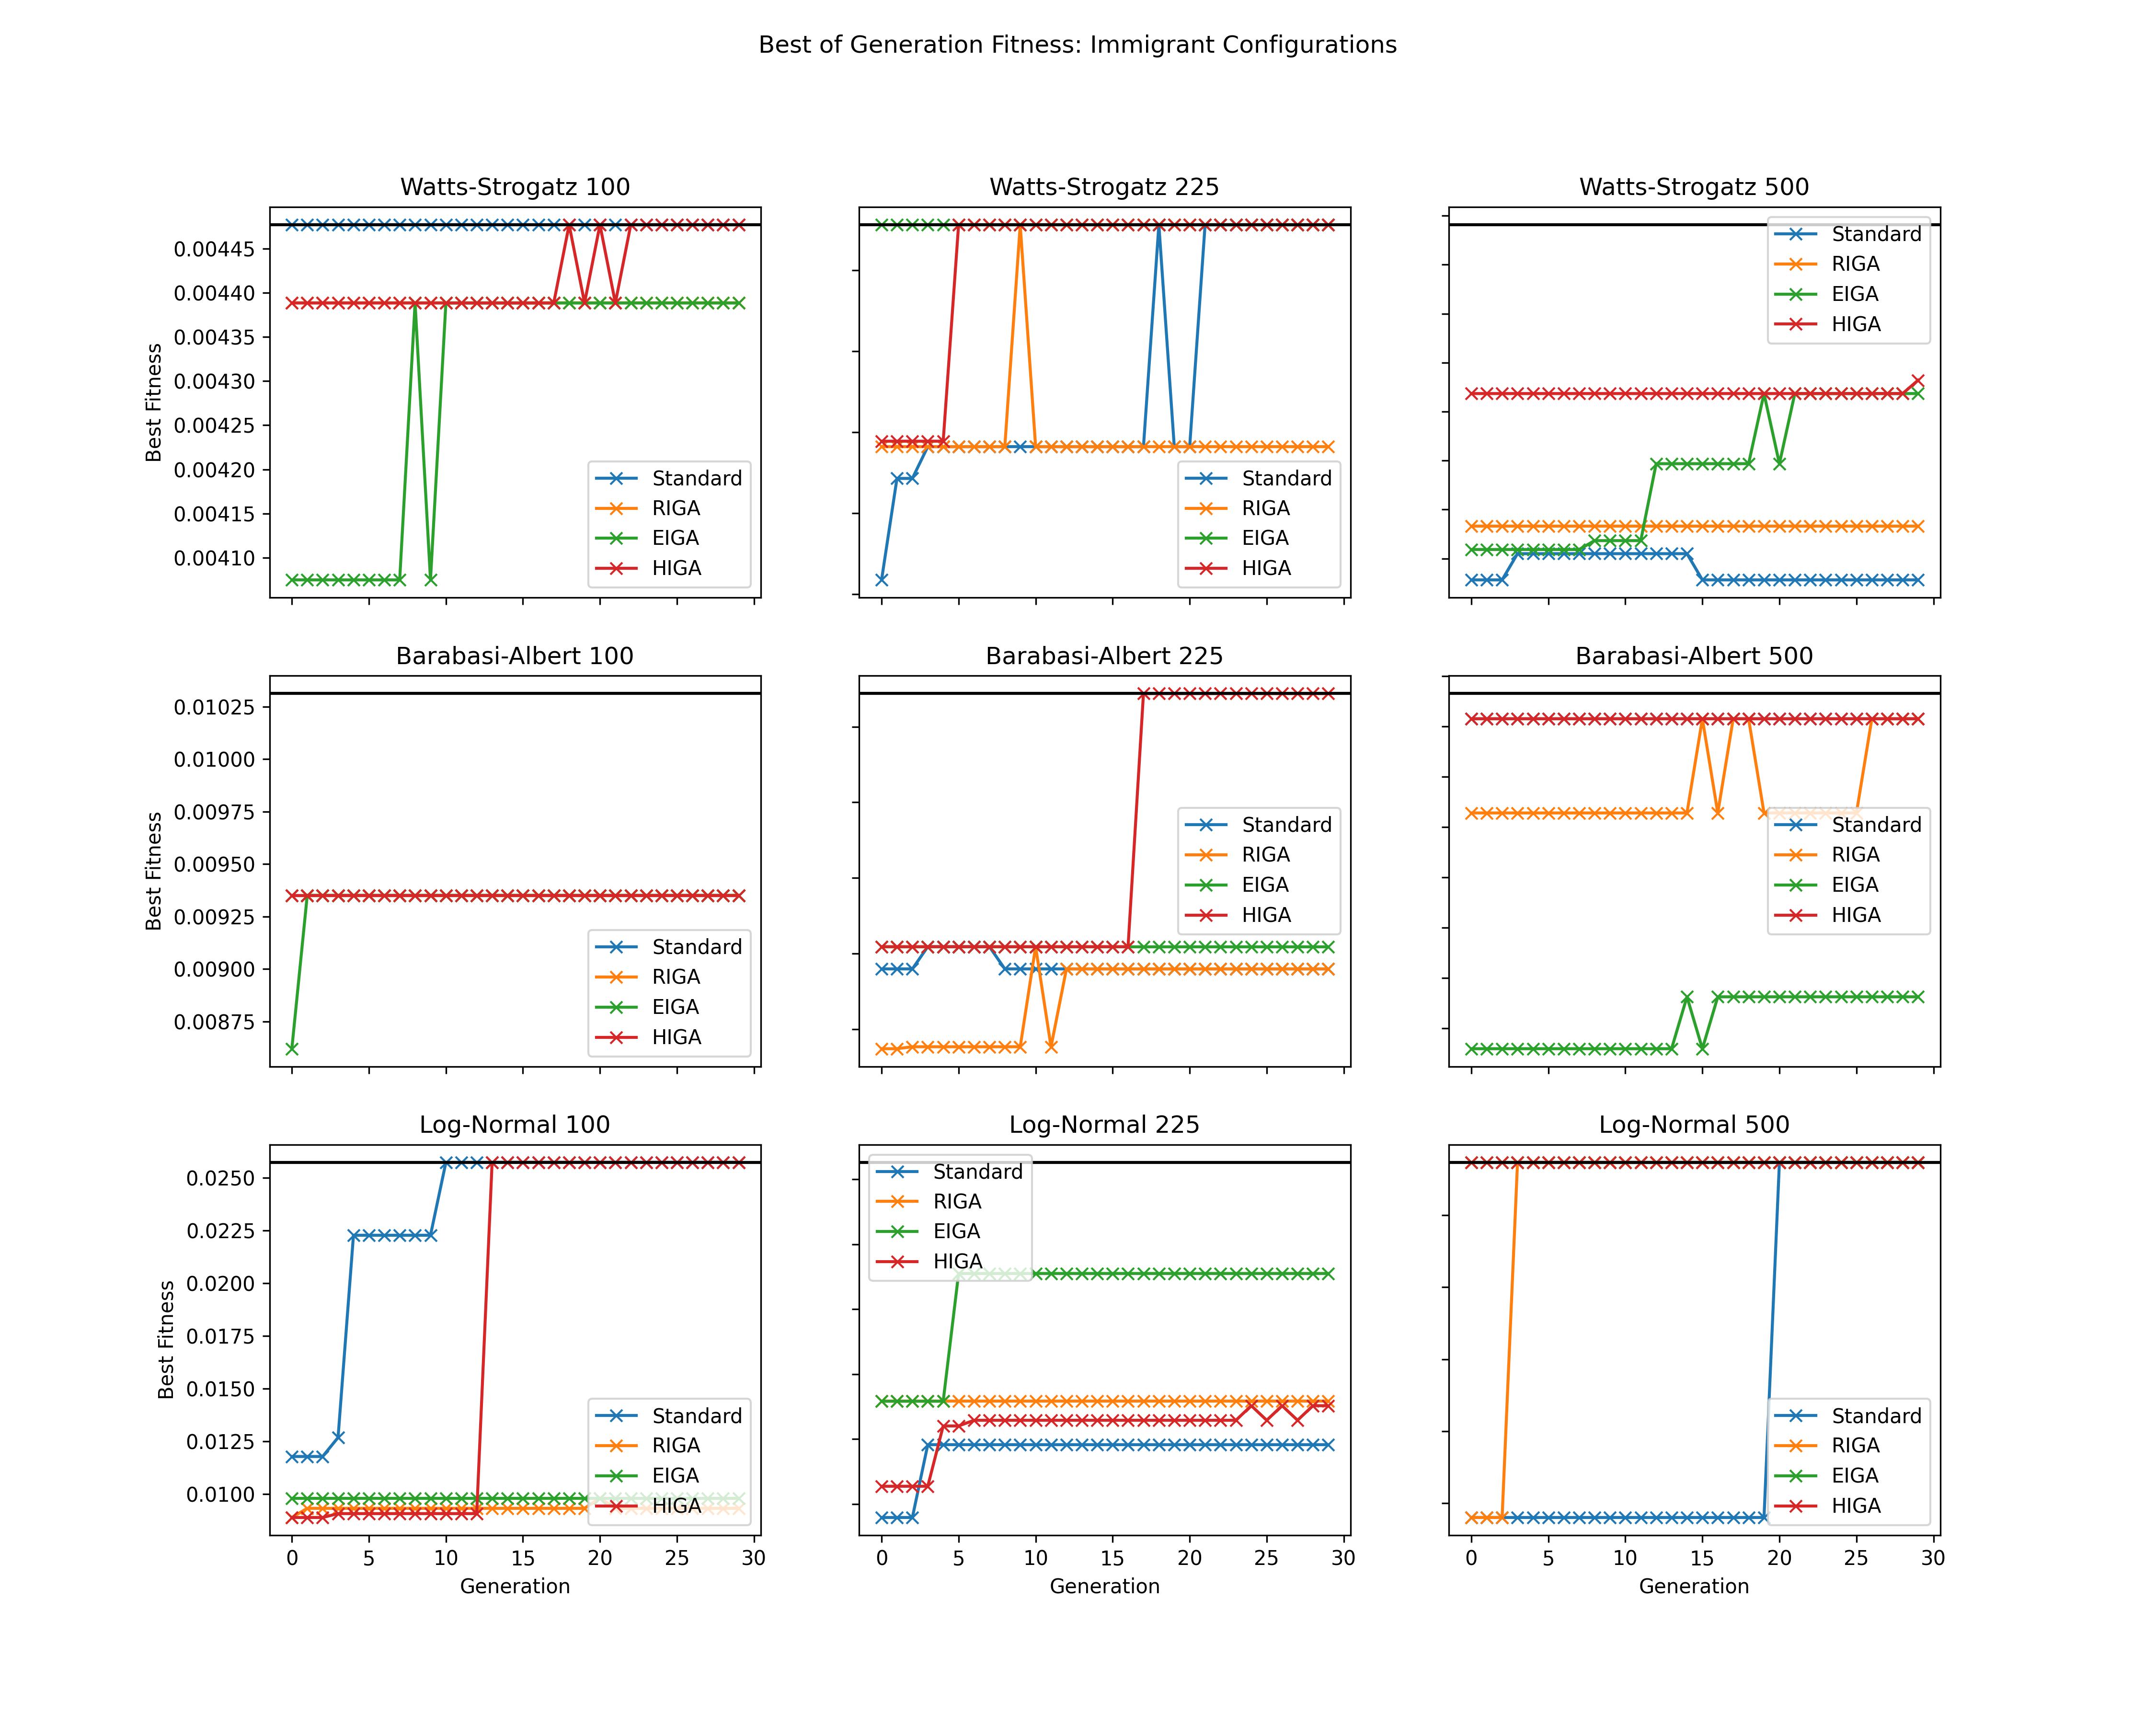 Best of Generation Fitness: Immigrant Configurations
Watts-Strogatz 100
Best Fitness
0.00445
0.00440
0.00435
0.00430
0.00425
0.00420
0.00415
0.00410
Standard
RIGA
EIGA
HIGA
Watts-Strogatz 225
Standard
RIGA
EIGA
HIGA
Watts-Strogatz 500
Standard
RIGA
EIGA
HIGA
Barabasi-Albert 100
Best Fitness
0.01025
0.01000
0.00975
0.00950
0.00925
0.00900
0.00875
Standard
RIGA
EIGA
HIGA
Barabasi-Albert 225
Standard
RIGA
EIGA
HIGA
Barabasi-Albert 500
Standard
RIGA
EIGA
HIGA
Log-Normal 100
Best Fitness
0.0250
0.0225
0.0200
0.0175
0.0150
0.0125
0.0100
Standard
RIGA
EIGA
HIGA
0 5 10 15 20 25 30
Generation
Log-Normal 225
Standard
RIGA
EIGA
HIGA
0 5 10 15 20 25 30
Generation
Log-Normal 500
Standard
RIGA
EIGA
HIGA
0 5 10 15 20 25 30
Generation